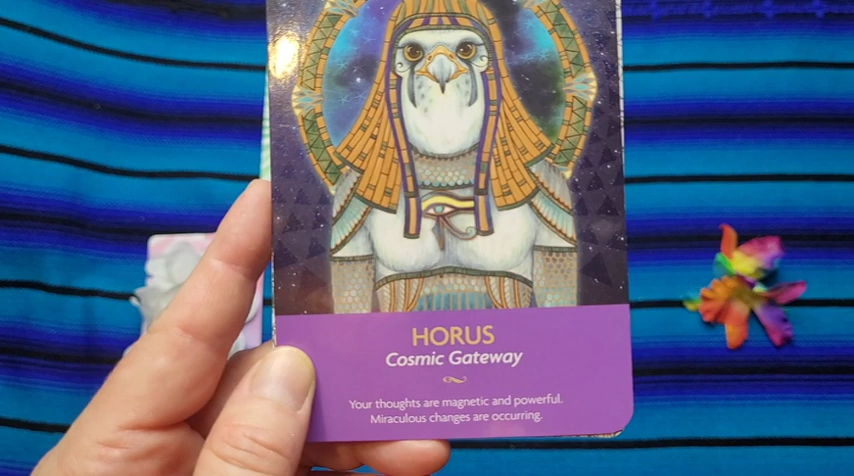 HORUS
Cosmic Gateway
Your thoughts are magnetic and powerful.
Miraculous changes are occurring.